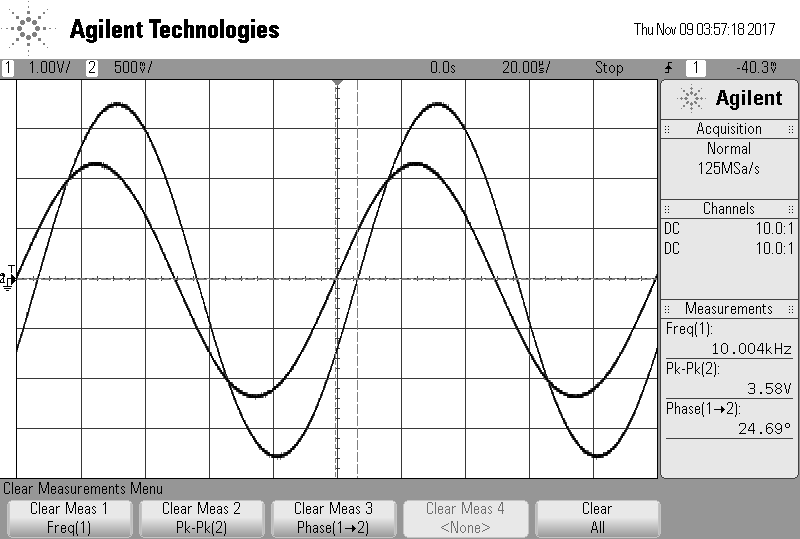 Agilent Technologies
Thu Nov 09 03:57:18 2017
1 1.00V/ 2 500mV/ 0.0s 20.00us/ Stop 1 -40.3mV
Agilent
Acquisition
Normal
125MSa/s
Channels
DC 10.0:1
DC 10.0:1
Measurements
Freq(1):
10.004kHz
Pk-Pk(2):
3.58V
Phase(1→2):
24.69°
T
Clear Measurements Menu
Clear Meas 1
Freq(1)
Clear Meas 2
Pk-Pk(2)
Clear Meas 3
Phase(1→2)
Clear Meas 4
<None>
Clear
All